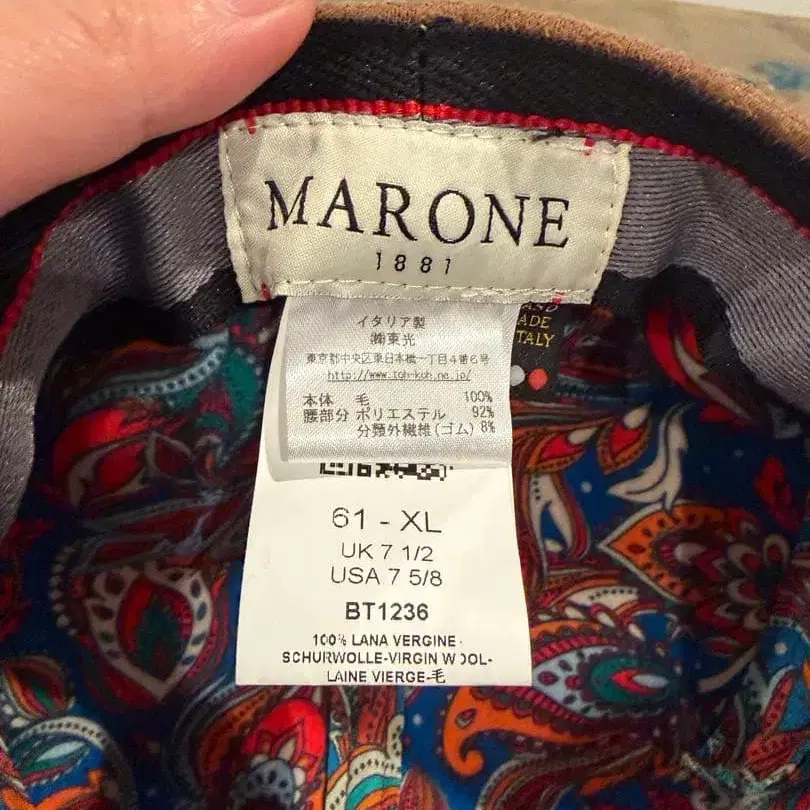 MARONE
1881
AND
ADE
TALY
イタリア製
㈱東光
東京都中央区東日本橋一丁目4番6号
http://www.toh-koh.ne.jp/
本体 毛 100%
腰部分 ポリエステル 92%
分類外繊維(ゴム) 8%
61 - XL
UK 7 1/2
USA 7 5/8
BT1236
100% LANA VERGINE-
SCHURWOLLE-VIRGIN WOOL-
LAINE VIERGE-毛